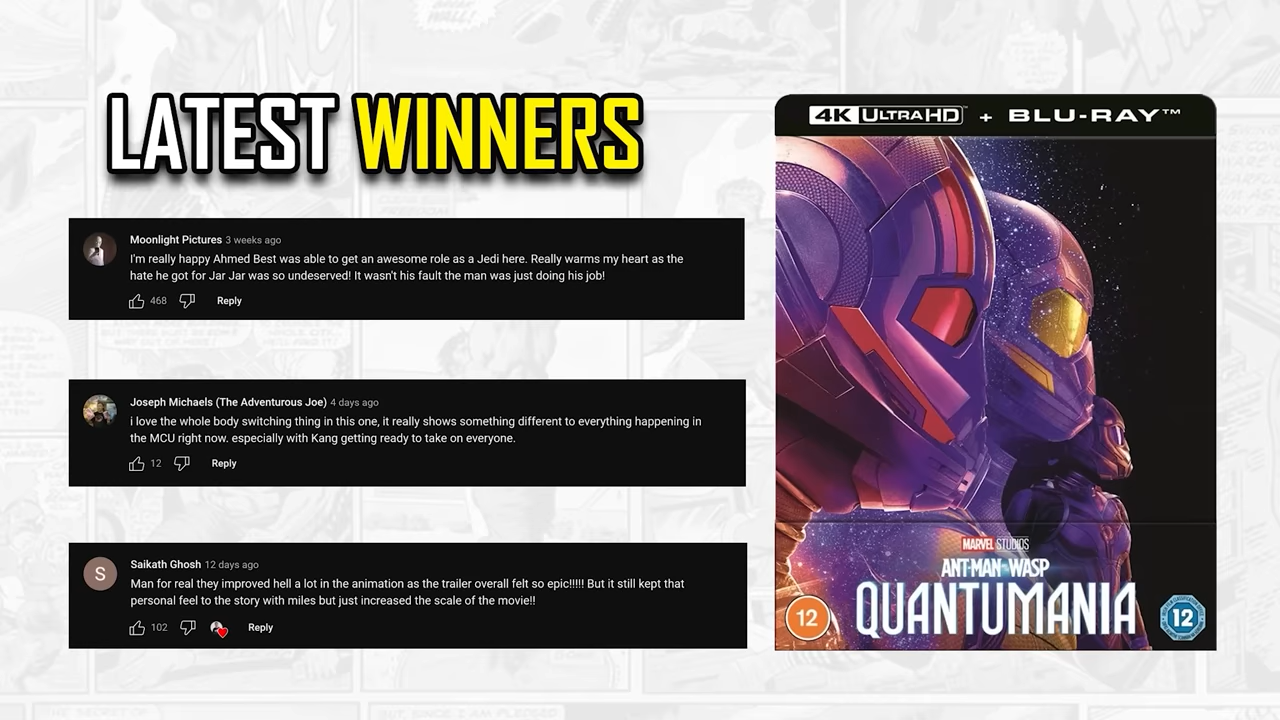 LATEST WINNERS
Moonlight Pictures 3 weeks ago
I'm really happy Ahmed Best was able to get an awesome role as a Jedi here. Really warms my heart as the
hate he got for Jar Jar was so undeserved! It wasn't his fault the man was just doing his job!
468 Reply
Joseph Michaels (The Adventurous Joe) 4 days ago
i love the whole body switching thing in this one, it really shows something different to everything happening in
the MCU right now. especially with Kang getting ready to take on everyone.
12 Reply
S
Saikath Ghosh 12 days ago
Man for real they improved hell a lot in the animation as the trailer overall felt so epic!!!!! But it still kept that
personal feel to the story with miles but just increased the scale of the movie!!
102 Reply
4K ULTRA HD™ + BLU-RAY™
MARVEL STUDIOS
ANT-MAN AND THE WASP
QUANTUMANIA
12
12